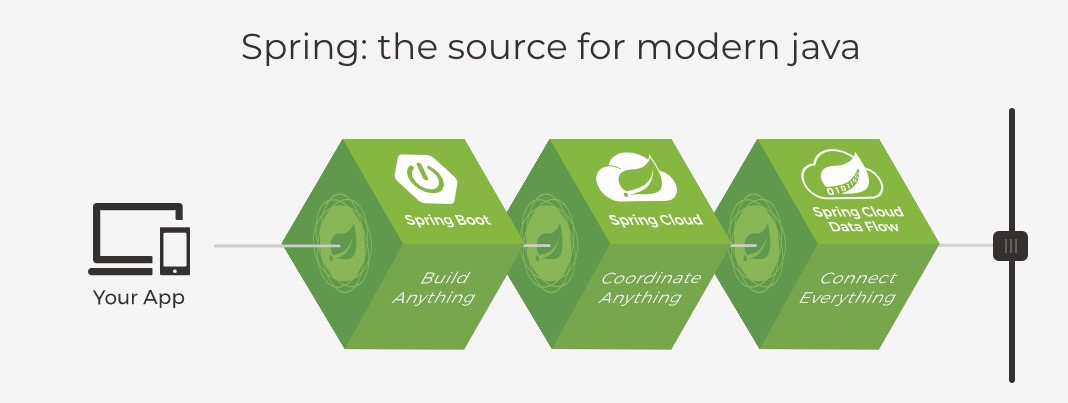 Spring: the source for modern java
Your App
Spring Boot
Build
Anything
Spring Cloud
Coordinate
Anything
010110
Spring Cloud
Data Flow
Connect
Everything